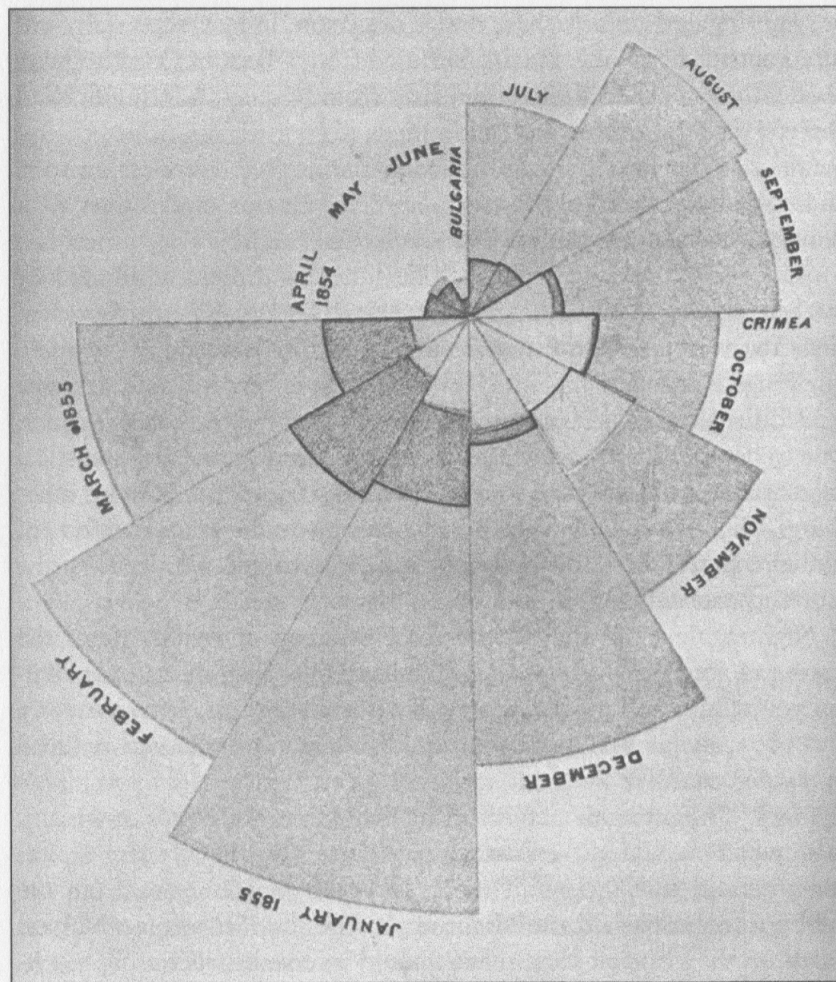 APRIL
1854
MAY
JUNE
BULGARIA
JULY
AUGUST
SEPTEMBER
CRIMEA
OCTOBER
NOVEMBER
DECEMBER
JANUARY 1855
FEBRUARY
MARCH 1855